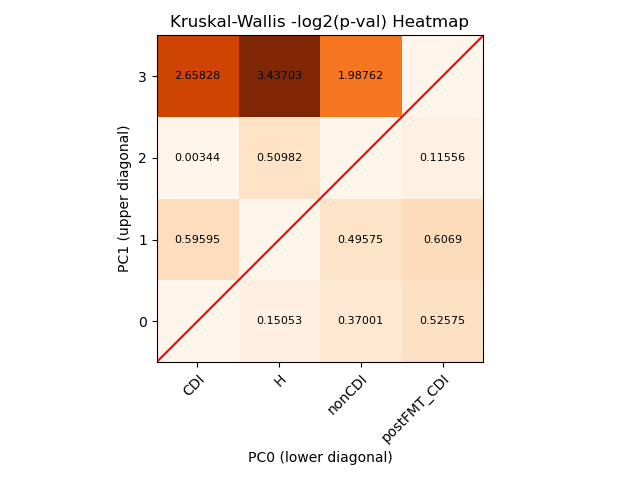 Kruskal-Wallis -log2(p-val) Heatmap
PC1 (upper diagonal)
3
2.65828 3.43703 1.98762
2
0.00344 0.50982 0.11556
1
0.59595 0.49575 0.6069
0
0.15053 0.37001 0.52575
CDI H nonCDI postFMT_CDI
PC0 (lower diagonal)